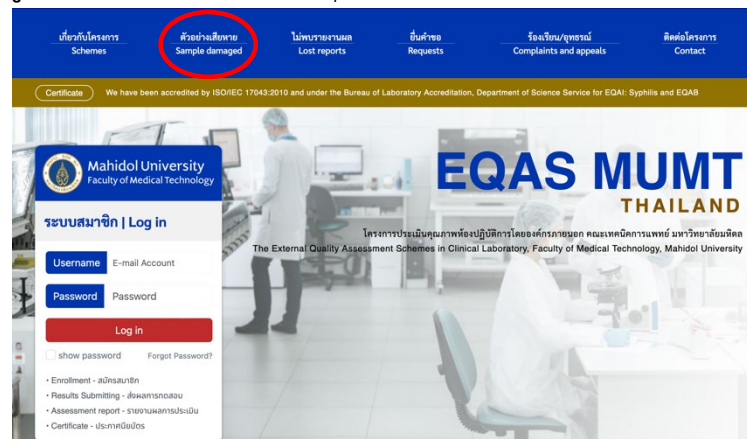 เกี่ยวกับโครงการ
Schemes
ตัวอย่างเสียหาย
Sample damaged
ไม่พบรายงานผล
Lost reports
ยื่นคำขอ
Requests
ร้องเรียน/อุทธรณ์
Complaints and appeals
ติดต่อโครงการ
Contact
Certificate We have been accredited by ISO/IEC 17043:2010 and under the Bureau of Laboratory Accreditation, Department of Science Service for EQAI: Syphilis and EQAB
Mahidol University
Faculty of Medical Technology
ระบบสมาชิก | Log in
Username E-mail Account
Password Password
Log in
show password Forgot Password?
• Enrollment - สมัครสมาชิก
• Results Submitting - ส่งผลการทดสอบ
• Assessment report - รายงานผลการประเมิน
• Certificate - ประกาศนียบัตร
EQAS MUMT
THAILAND
โครงการประเมินคุณภาพห้องปฏิบัติการโดยองค์กรภายนอก คณะเทคนิคการแพทย์ มหาวิทยาลัยมหิดล
The External Quality Assessment Schemes in Clinical Laboratory, Faculty of Medical Technology, Mahidol University